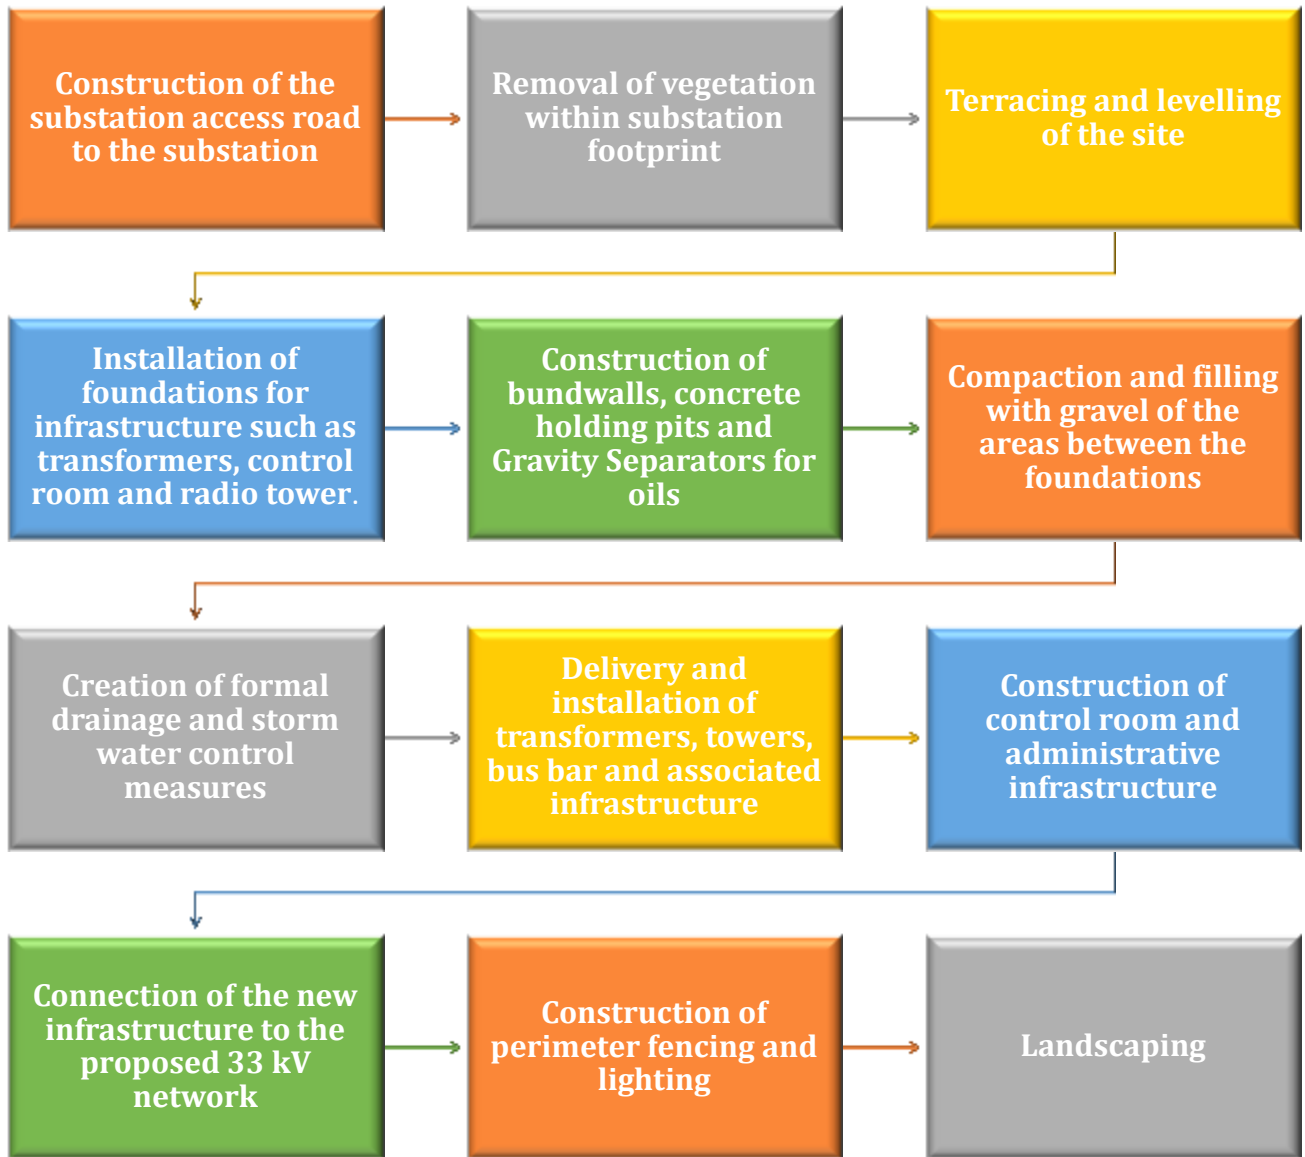 Construction of the
substation access road
to the substation
Removal of vegetation
within substation
footprint
Terracing and levelling
of the site
Installation of
foundations for
infrastructure such as
transformers, control
room and radio tower.
Construction of
bundwalls, concrete
holding pits and
Gravity Separators for
oils
Compaction and filling
with gravel of the
areas between the
foundations
Creation of formal
drainage and storm
water control
measures
Delivery and
installation of
transformers, towers,
bus bar and associated
infrastructure
Construction of
control room and
administrative
infrastructure
Connection of the new
infrastructure to the
proposed 33 kV
network
Construction of
perimeter fencing and
lighting
Landscaping